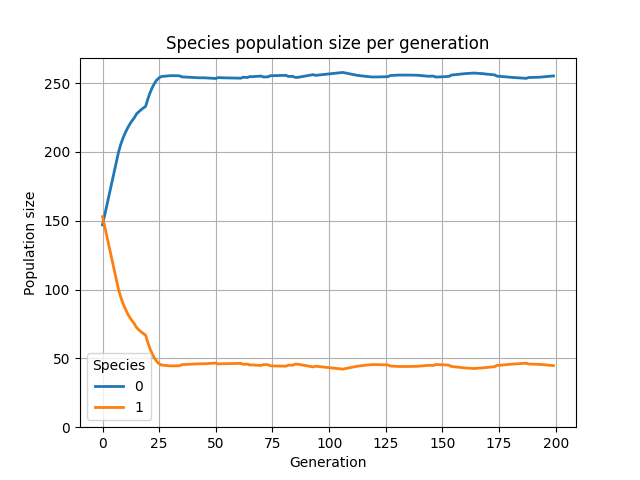 Species population size per generation
Population size
250
200
150
100
50
0
Species
0
1
0 25 50 75 100 125 150 175 200
Generation